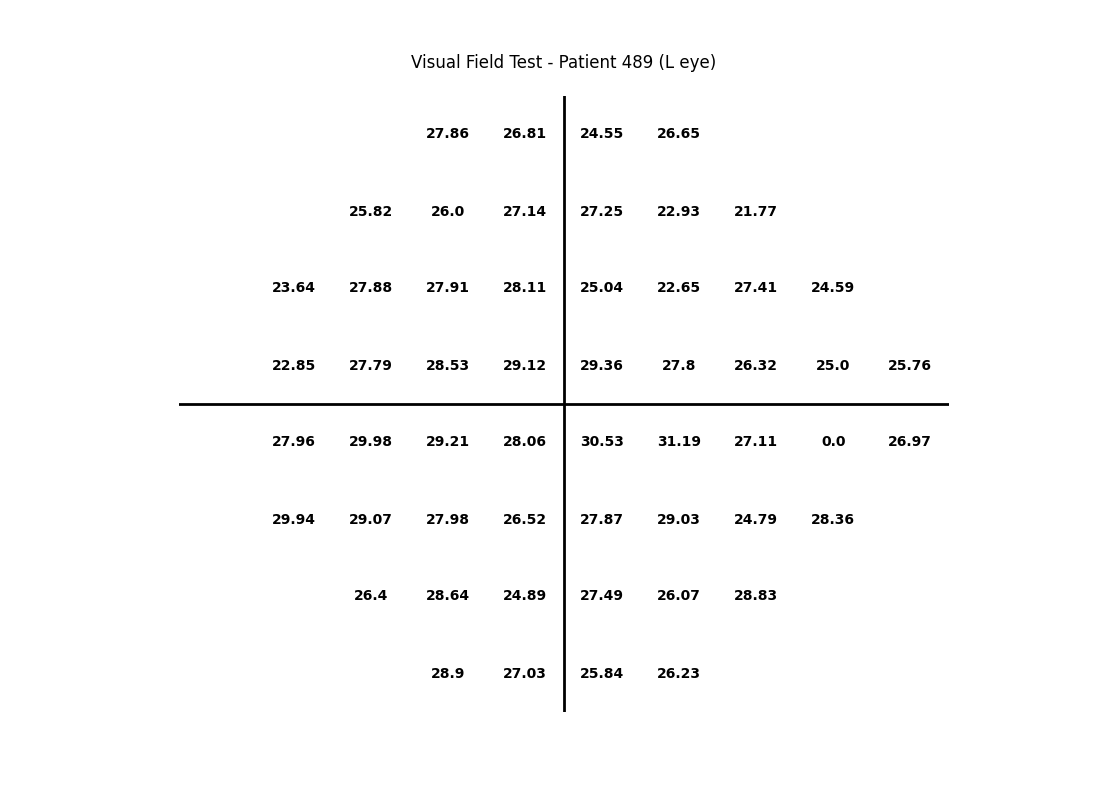 Visual Field Test - Patient 489 (L eye)
27.86 26.81 24.55 26.65
25.82 26.0 27.14 27.25 22.93 21.77
23.64 27.88 27.91 28.11 25.04 22.65 27.41 24.59
22.85 27.79 28.53 29.12 29.36 27.8 26.32 25.0 25.76
27.96 29.98 29.21 28.06 30.53 31.19 27.11 0.0 26.97
29.94 29.07 27.98 26.52 27.87 29.03 24.79 28.36
26.4 28.64 24.89 27.49 26.07 28.83
28.9 27.03 25.84 26.23